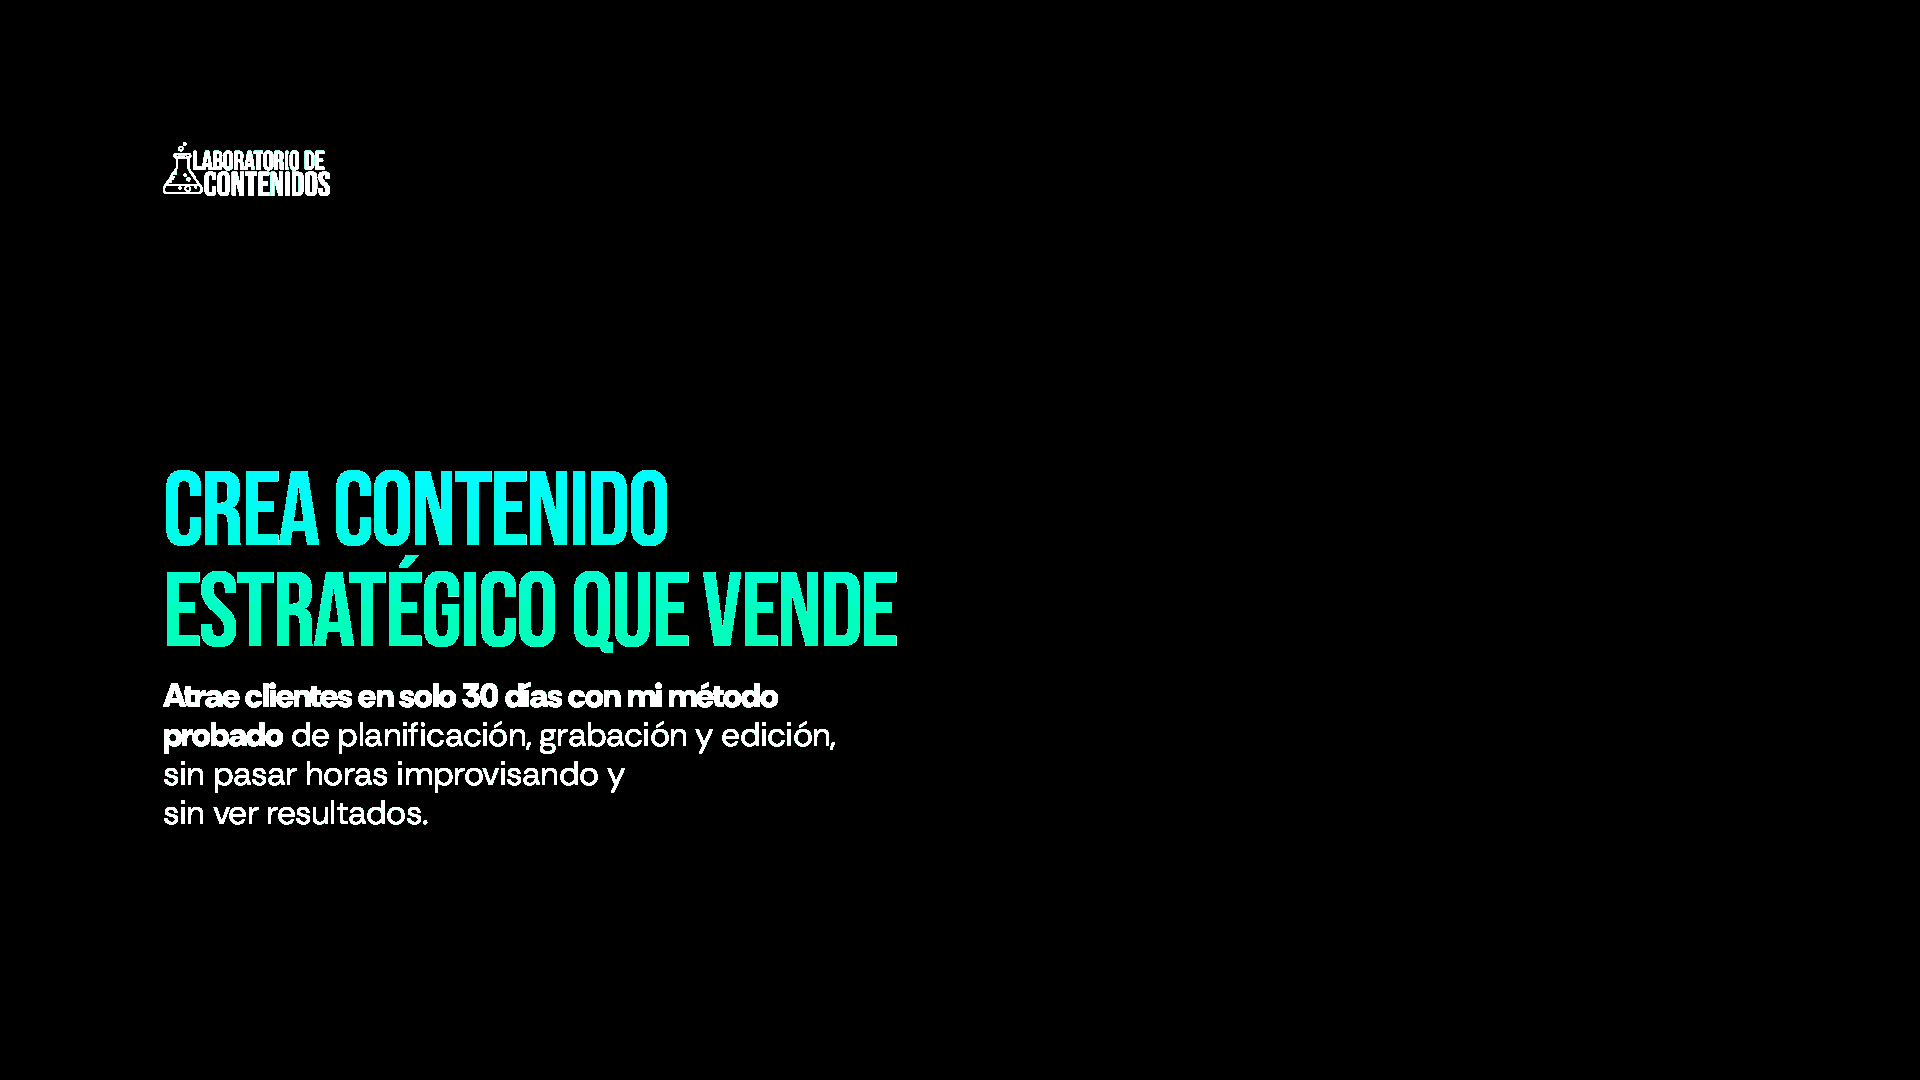 LABORATORIO DE
CONTENIDOS
CREA CONTENIDO
ESTRATÉGICO QUE VENDE
Atrae clientes en solo 30 días con mi método
probado de planificación, grabación y edición,
sin pasar horas improvisando y
sin ver resultados.